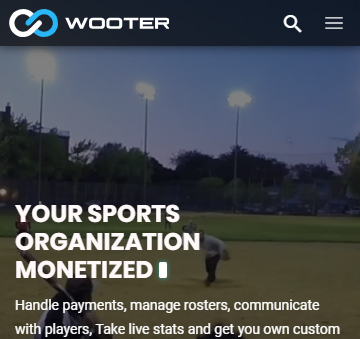 WOOTER
YOUR SPORTS
ORGANIZATION
MONETIZED
Handle payments, manage rosters, communicate
with players, Take live stats and get you own custom